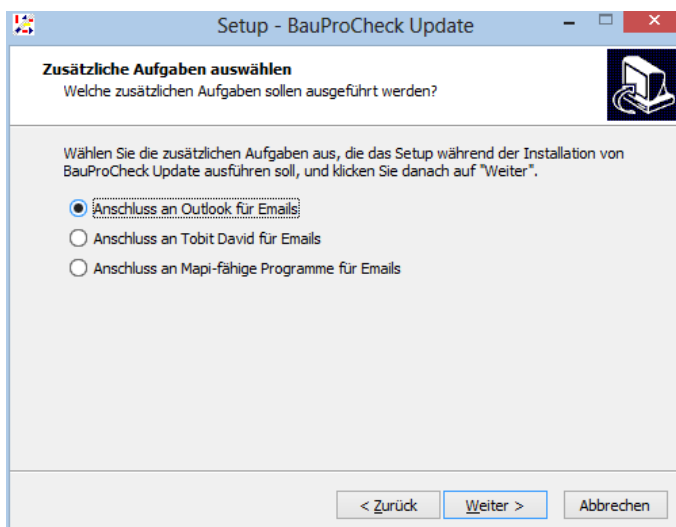 Setup - BauProCheck Update
Zusätzliche Aufgaben auswählen
Welche zusätzlichen Aufgaben sollen ausgeführt werden?
Wählen Sie die zusätzlichen Aufgaben aus, die das Setup während der Installation von
BauProCheck Update ausführen soll, und klicken Sie danach auf "Weiter".
Anschluss an Outlook für Emails
Anschluss an Tobit David für Emails
Anschluss an Mapi-fähige Programme für Emails
< Zurück
Weiter >
Abbrechen